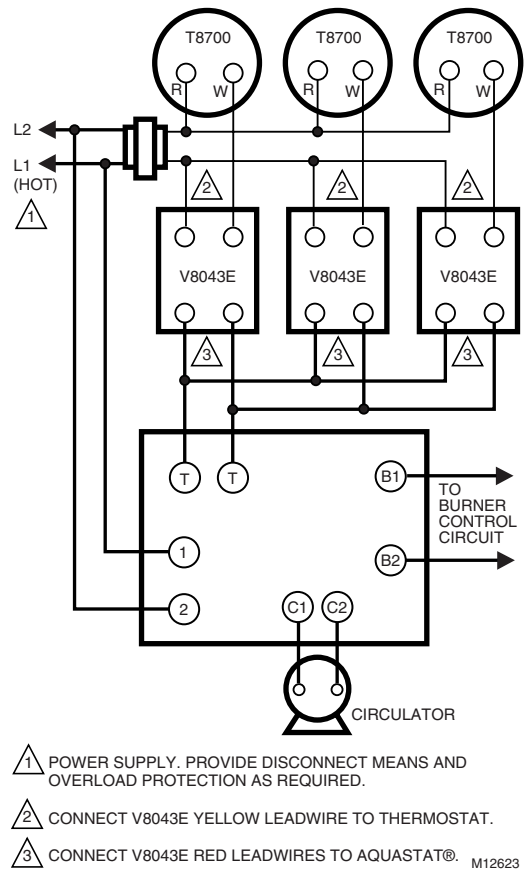 T8700 T8700 T8700
R W R W R W
L2
L1
(HOT)
1
2 2 2
V8043E V8043E V8043E
3 3 3
T T B1
TO
BURNER
CONTROL
CIRCUIT
1
B2
2 C1 C2
CIRCULATOR
1 POWER SUPPLY. PROVIDE DISCONNECT MEANS AND
OVERLOAD PROTECTION AS REQUIRED.
2 CONNECT V8043E YELLOW LEADWIRE TO THERMOSTAT.
3 CONNECT V8043E RED LEADWIRES TO AQUASTAT®.
M12623